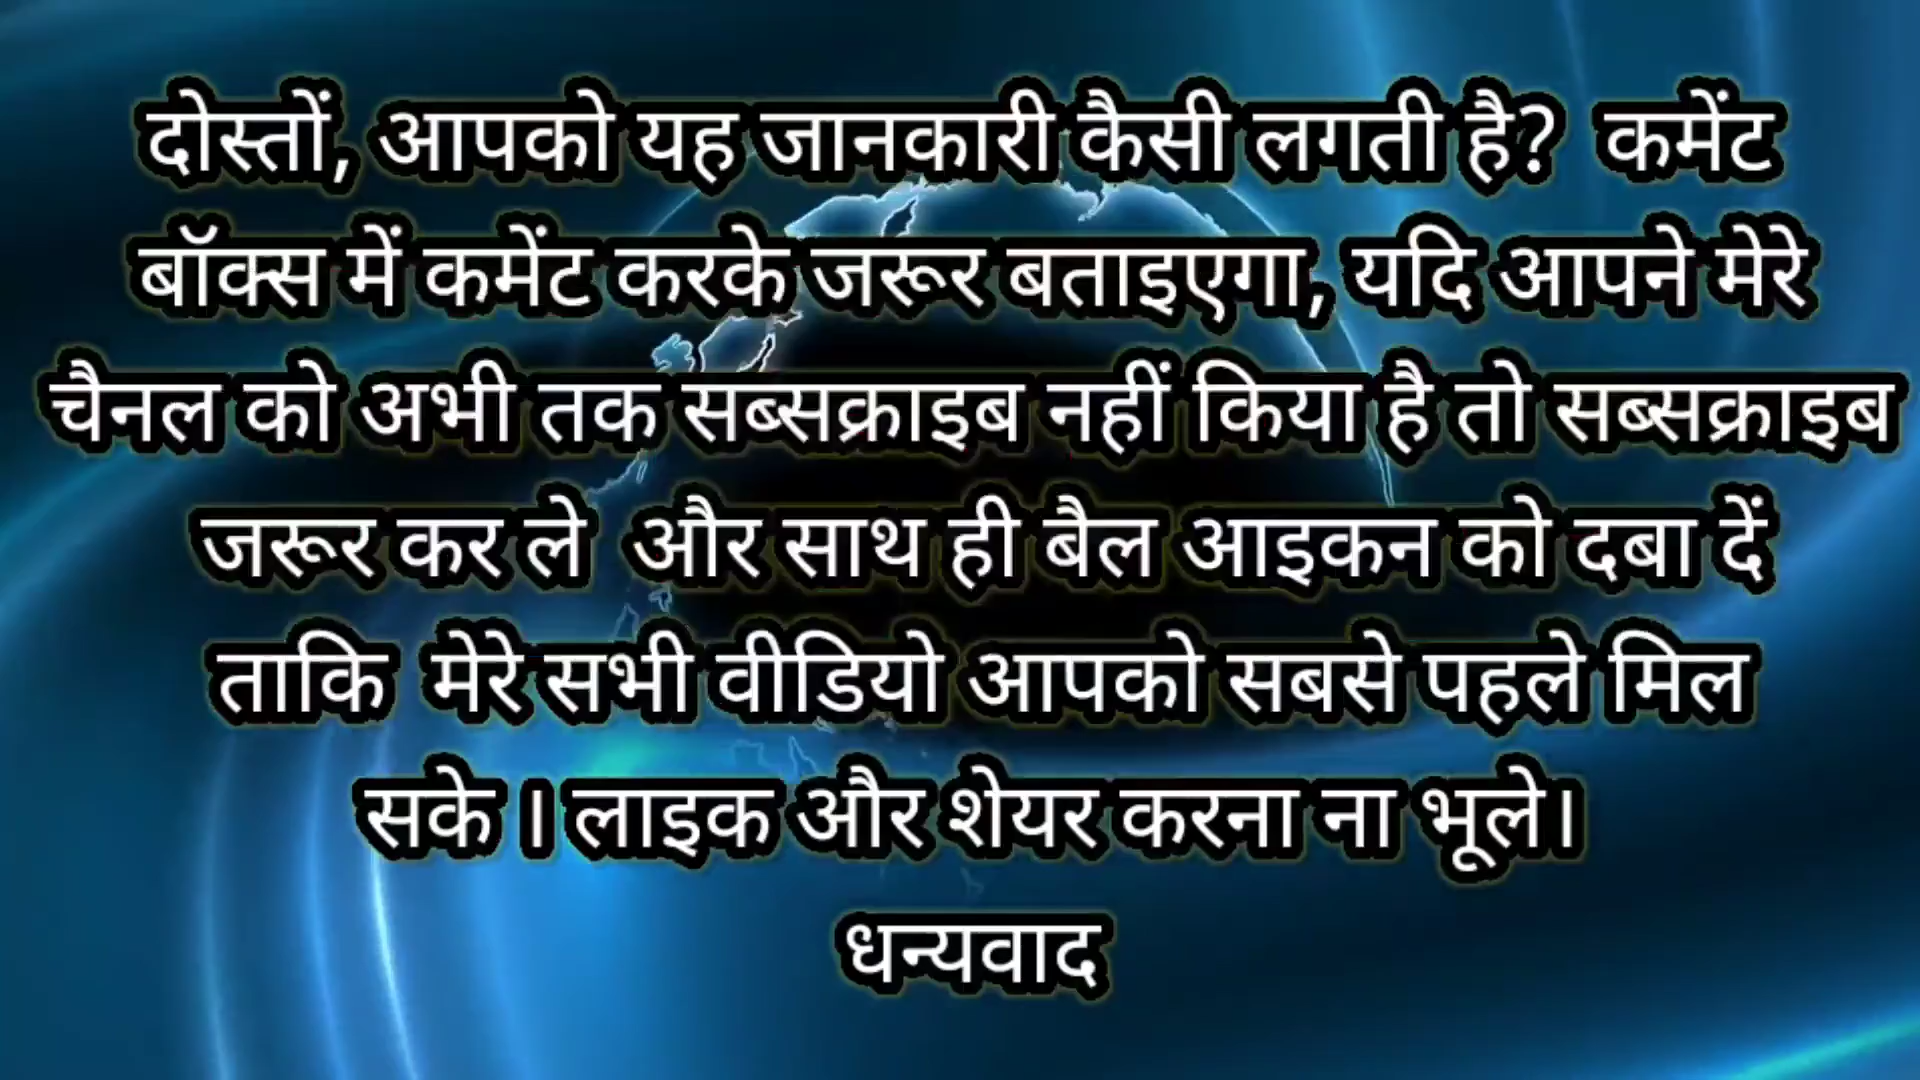 दोस्तों, आपको यह जानकारी कैसी लगती है? कमेंट
बॉक्स में कमेंट करके जरूर बताइएगा, यदि आपने मेरे
चैनल को अभी तक सब्सक्राइब नहीं किया है तो सब्सक्राइब
जरूर कर ले और साथ ही बैल आइकन को दबा दें
ताकि मेरे सभी वीडियो आपको सबसे पहले मिल
सके । लाइक और शेयर करना ना भूले।
धन्यवाद